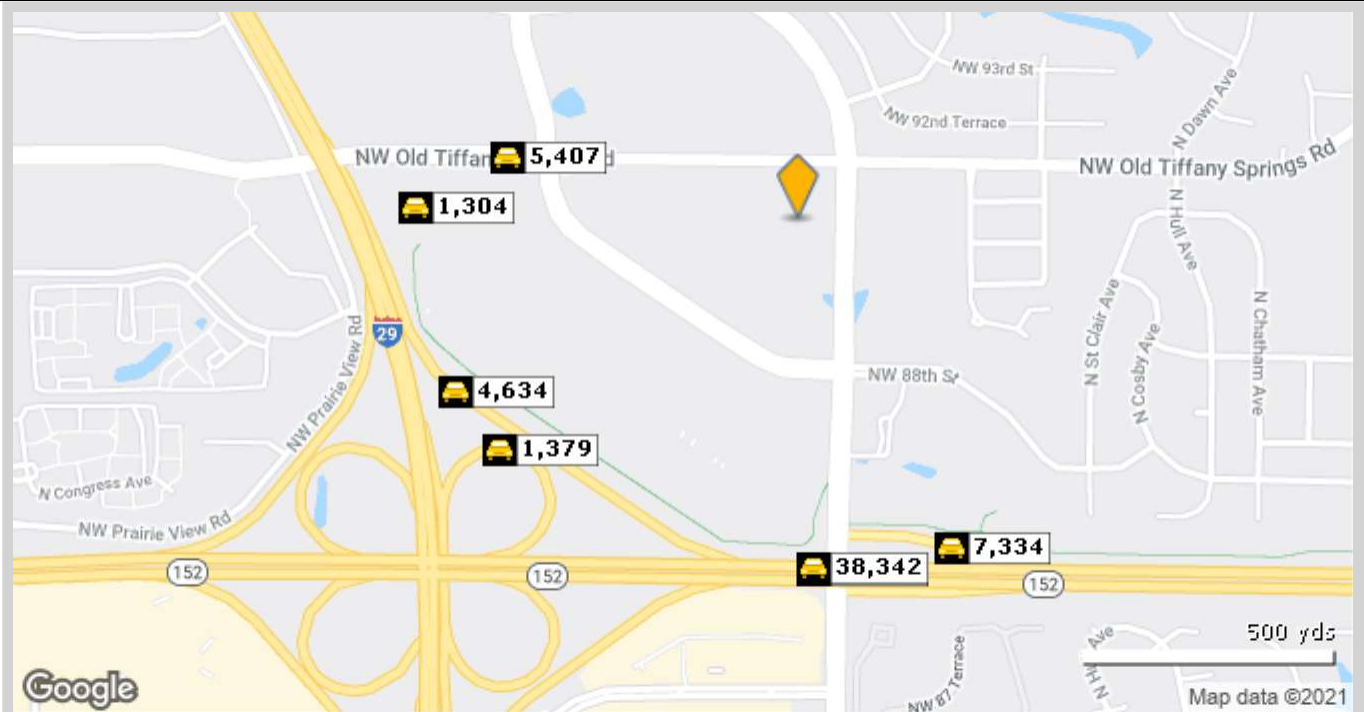 NW 93rd St
N Dawn Ave
NW 92nd Terrace
NW Old Tiffan
5,407
d
NW Old Tiffany Springs Rd
1,304
N Hull Ave
29
NW Prairie View Rd
N St Clair Ave
N Cosby Ave
N Chatham Ave
NW 88th St
4,634
1,379
N Congress Ave
NW Prairie View Rd
152
152
38,342
7,334
152
500 yds
Ave
N H
NW 87 Terrace
Google
Map data ©2021